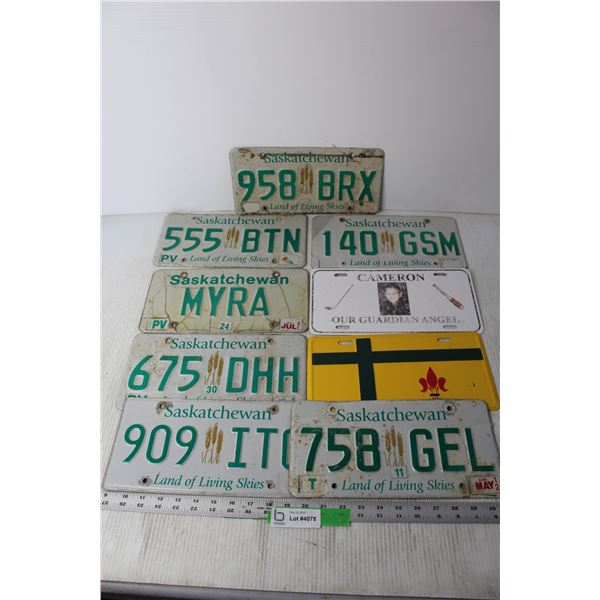 Saskatchewan
958 BRX
Land of Living Skies
Saskatchewan
555 BTN
PV Land of Living Skies
Saskatchewan
140 GSM
Land of Living Skies
Saskatchewan
MYRA
PV 24 JUL
CAMERON
OUR GUARDIAN ANGEL
Saskatchewan
675 DHH
30
Saskatchewan
909 IT
Land of Living Skies
Saskatchewan
758 GEL
T 11 MAY
Land of Living Skies
b Lot #4078